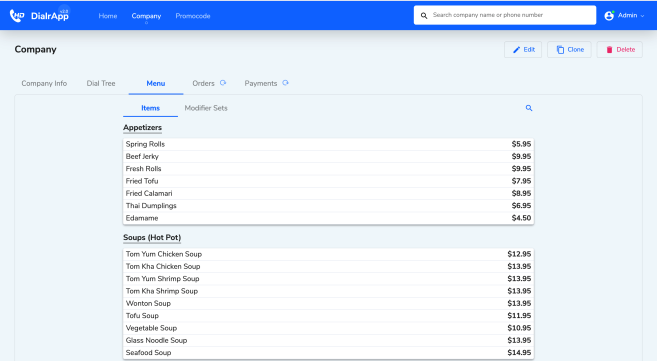 DialrApp v2.0 Home Company Promocode Search company name or phone number Admin
Company Edit Clone Delete
Company Info Dial Tree Menu Orders Payments
Items Modifier Sets
Appetizers
Spring Rolls $5.95
Beef Jerky $9.95
Fresh Rolls $9.95
Fried Tofu $7.95
Fried Calamari $8.95
Thai Dumplings $6.95
Edamame $4.50
Soups (Hot Pot)
Tom Yum Chicken Soup $12.95
Tom Kha Chicken Soup $13.95
Tom Yum Shrimp Soup $13.95
Tom Kha Shrimp Soup $13.95
Wonton Soup $13.95
Tofu Soup $11.95
Vegetable Soup $10.95
Glass Noodle Soup $13.95
Seafood Soup $14.95